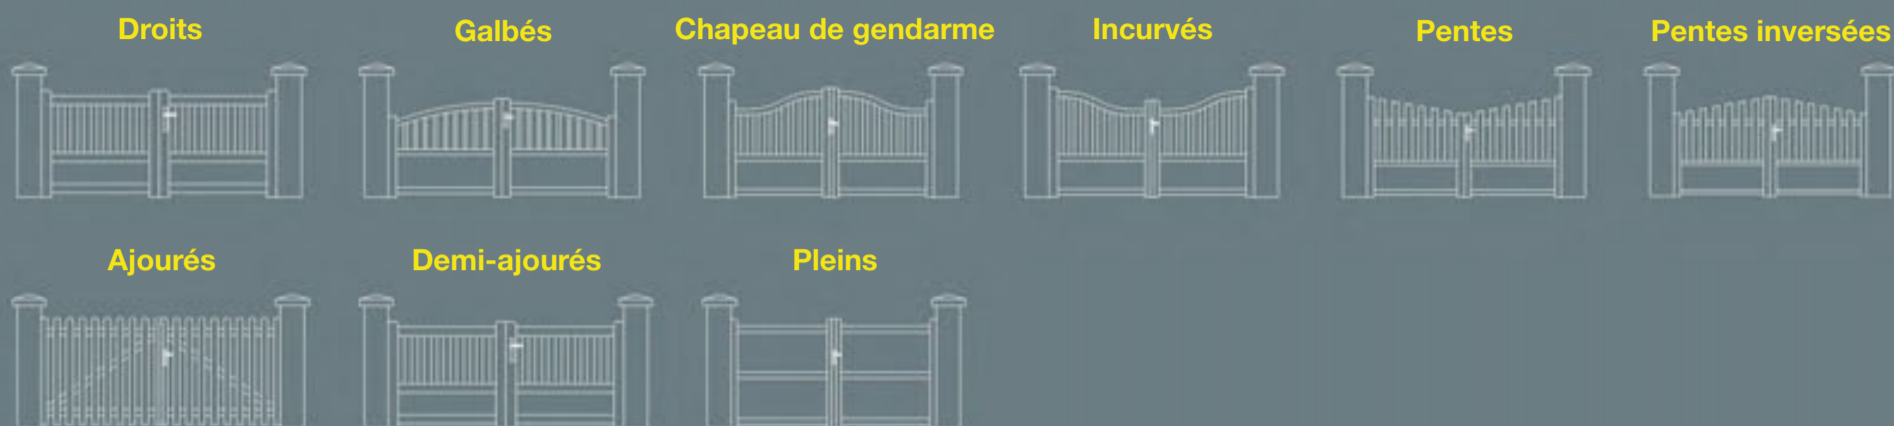 Droits
Galbés
Chapeau de gendarme
Incurvés
Pentes
Pentes inversées
Ajourés
Demi-ajourés
Pleins